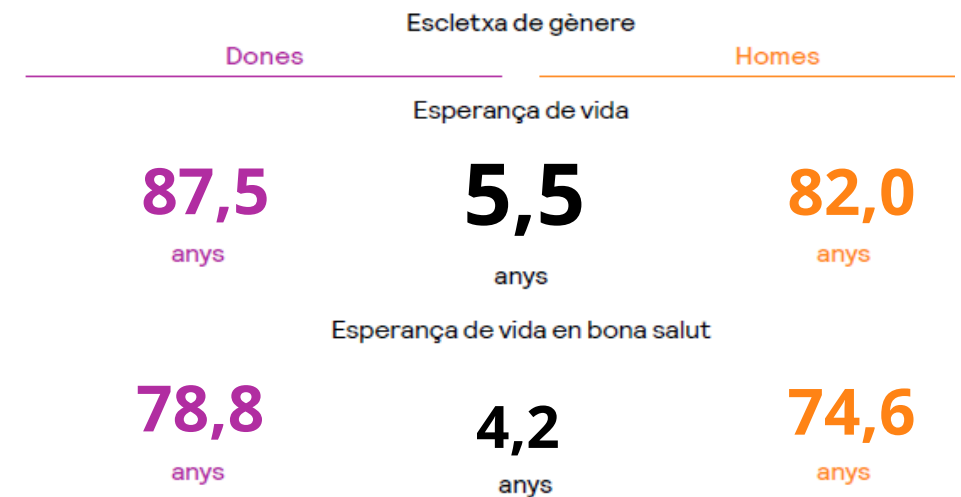 Escletxa de gènere
Dones Homes
Esperança de vida
87,5 5,5 82,0
anys anys anys
Esperança de vida en bona salut
78,8 4,2 74,6
anys anys anys